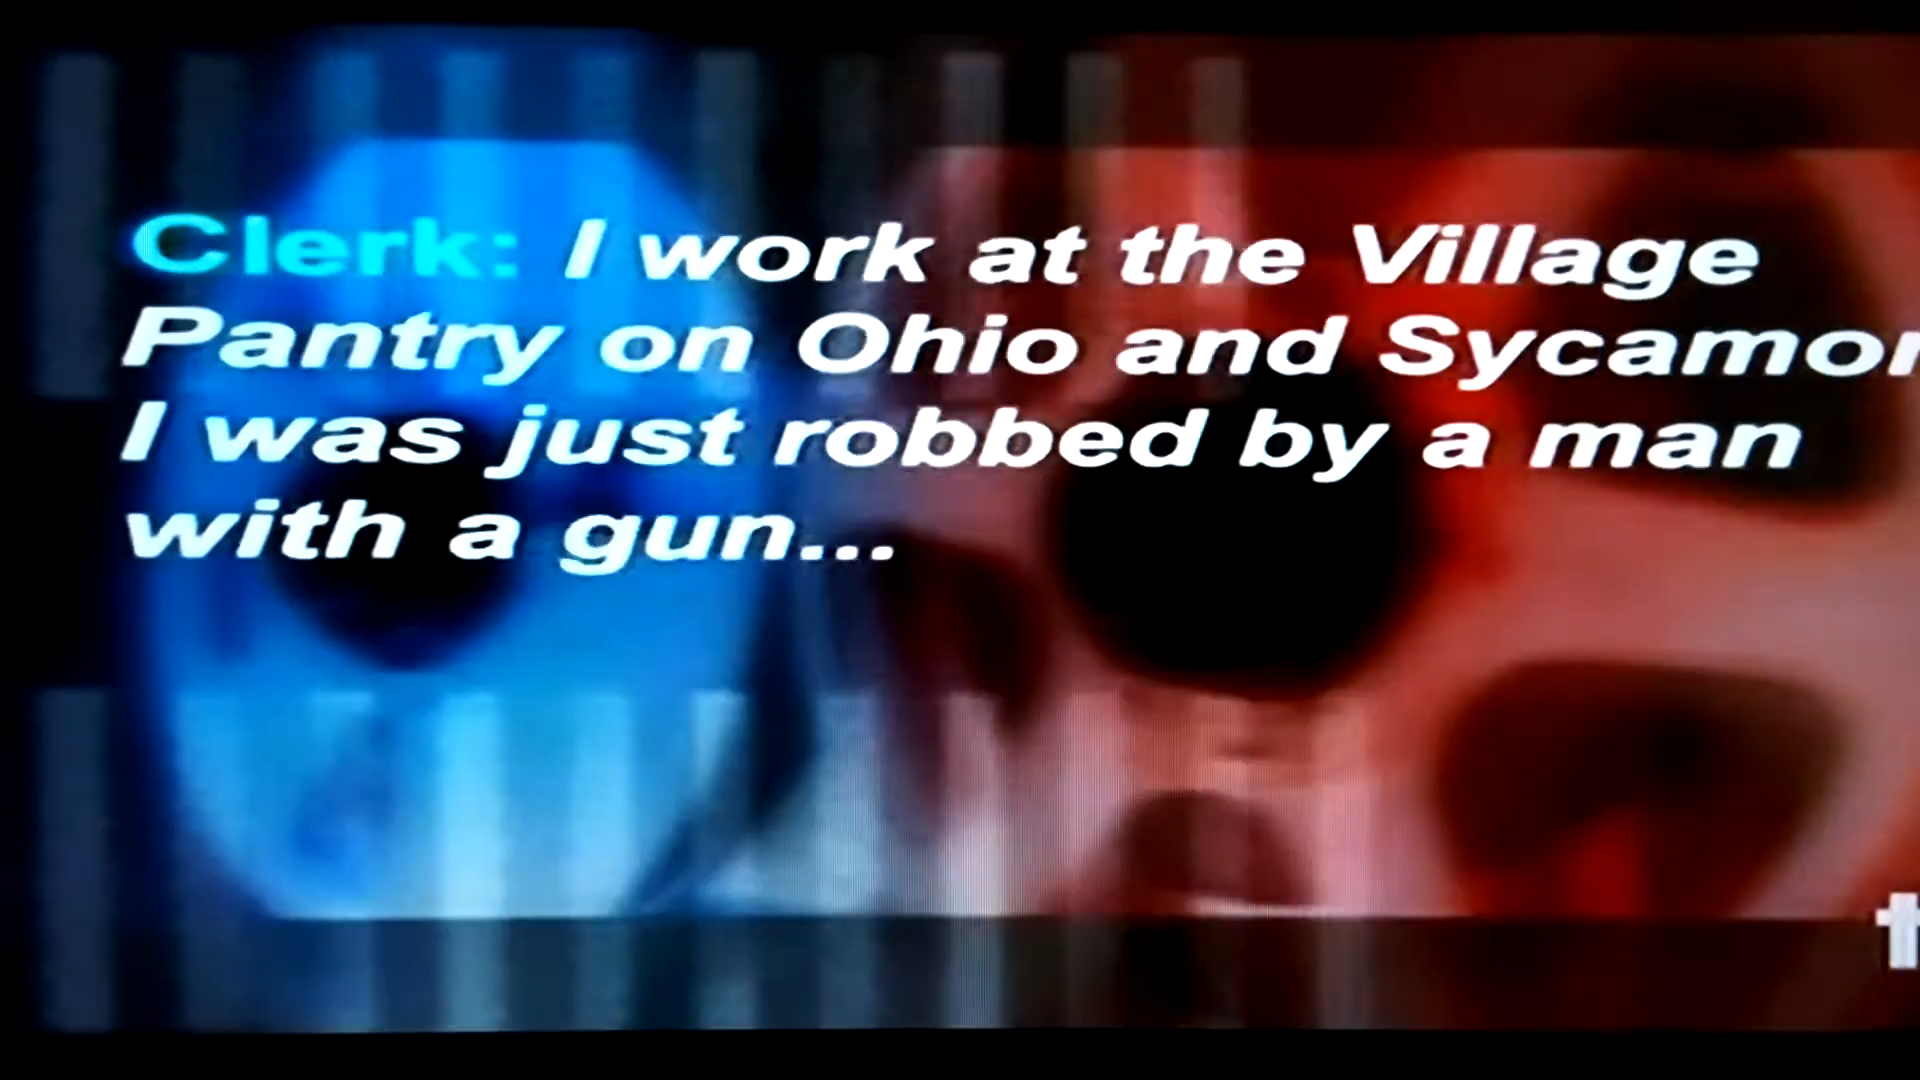 Clerk: I work at the Village
Pantry on Ohio and Sycamor
I was just robbed by a man
with a gun...
t